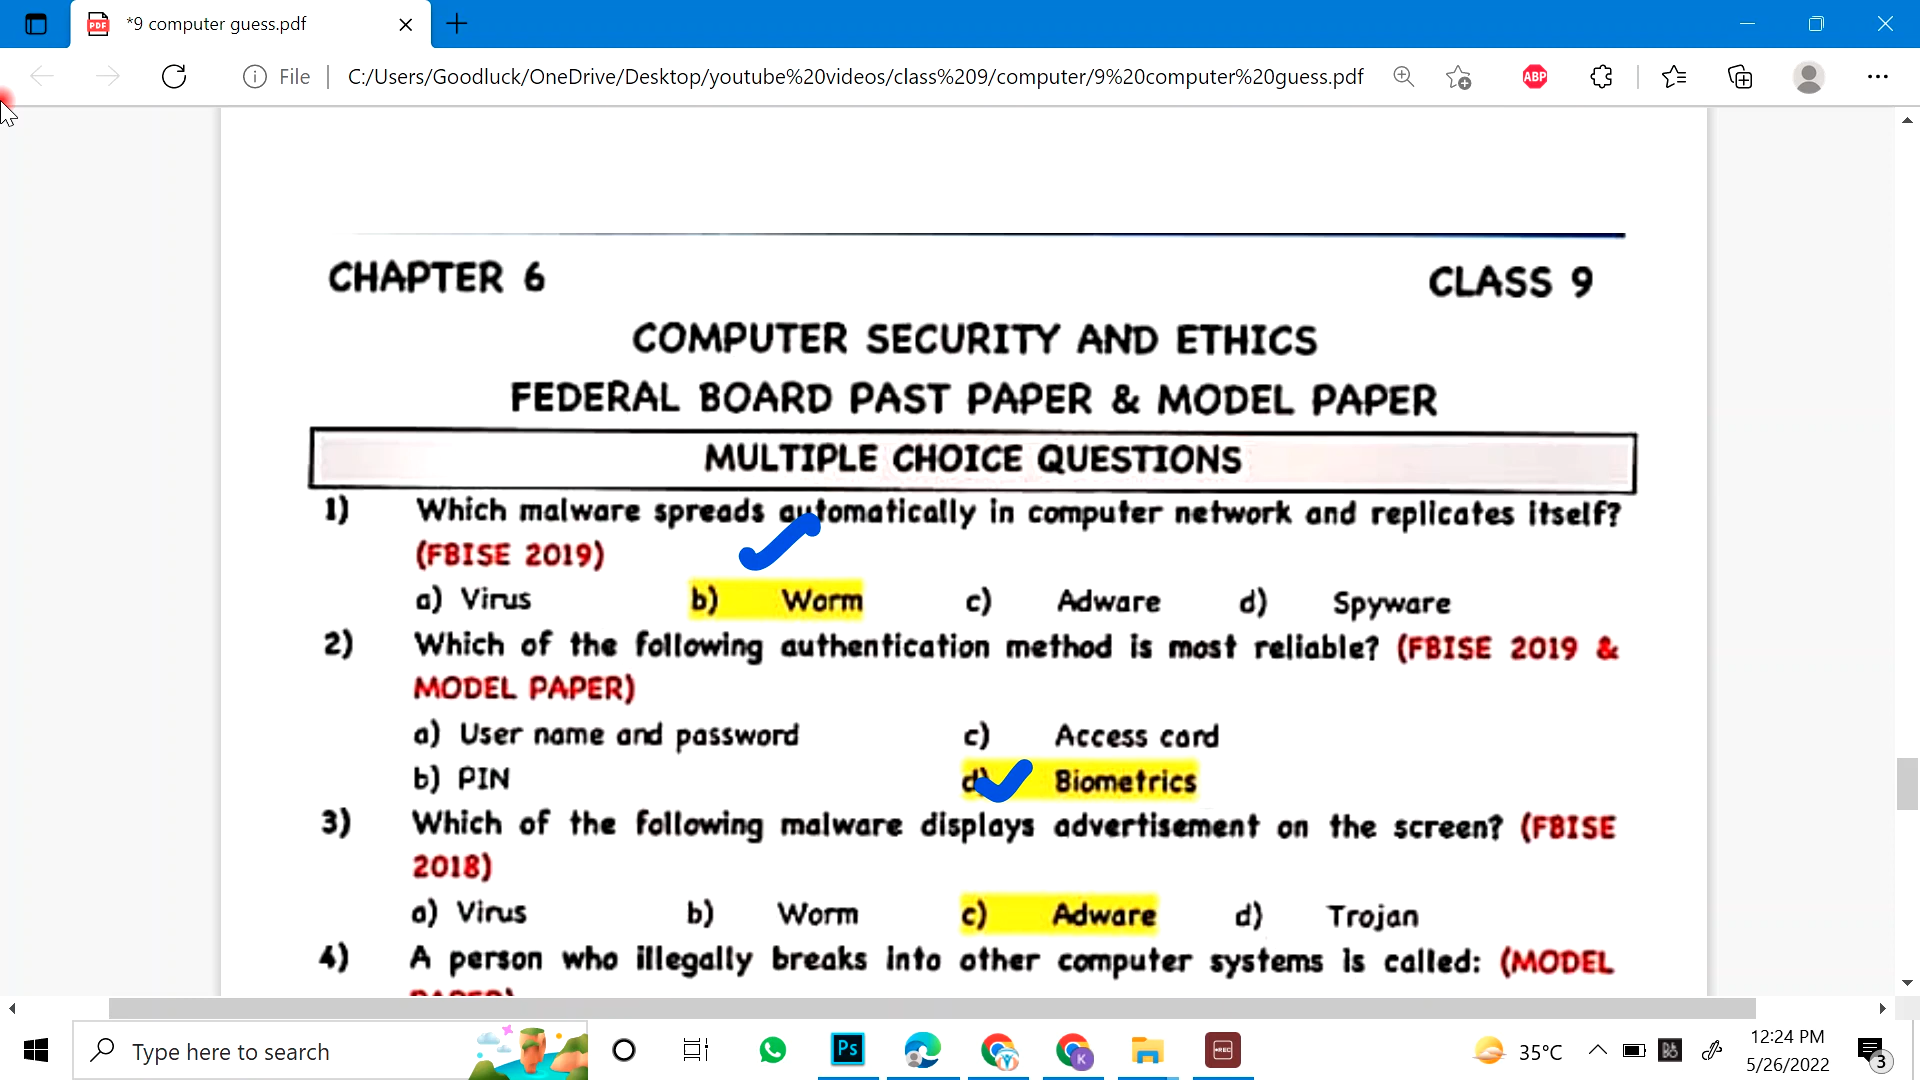 *9 computer guess.pdf
File
C:/Users/Goodluck/OneDrive/Desktop/youtube%20videos/class%209/computer/9%20computer%20guess.pdf
ABP
CHAPTER 6
CLASS 9
COMPUTER SECURITY AND ETHICS
FEDERAL BOARD PAST PAPER & MODEL PAPER
MULTIPLE CHOICE QUESTIONS
1) Which malware spreads automatically in computer network and replicates itself?
(FBISE 2019)
a) Virus b) Worm c) Adware d) Spyware
2) Which of the following authentication method is most reliable? (FBISE 2019 &
MODEL PAPER)
a) User name and password c) Access card
b) PIN d) Biometrics
3) Which of the following malware displays advertisement on the screen? (FBISE
2018)
a) Virus b) Worm c) Adware d) Trojan
4) A person who illegally breaks into other computer systems is called: (MODEL
PAPER)
Type here to search
Ps
K
REC
35°C
12:24 PM
5/26/2022
3